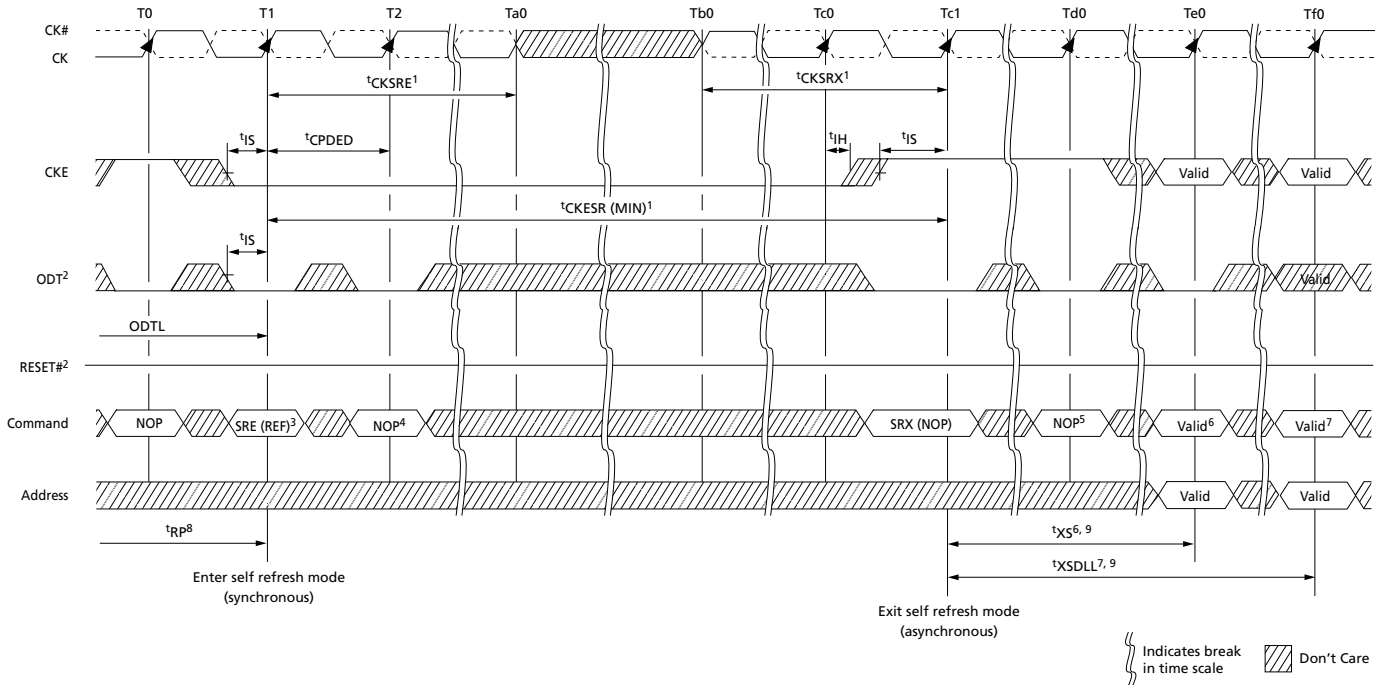 T0 T1 T2 Ta0 Tb0 Tc0 Tc1 Td0 Te0 Tf0
CK#
CK
tCKSRE1 tCKSRX1
tIS tCPDED tIH tIS
CKE Valid Valid
tCKESR (MIN)1
tIS
ODT2 Valid
ODTL
RESET#2
Command NOP SRE (REF)3 NOP4 SRX (NOP) NOP5 Valid6 Valid7
Address Valid Valid
tRP8 tXS6, 9
Enter self refresh mode
(synchronous)
tXSDLL7, 9
Exit self refresh mode
(asynchronous)
Indicates break
in time scale
Don't Care